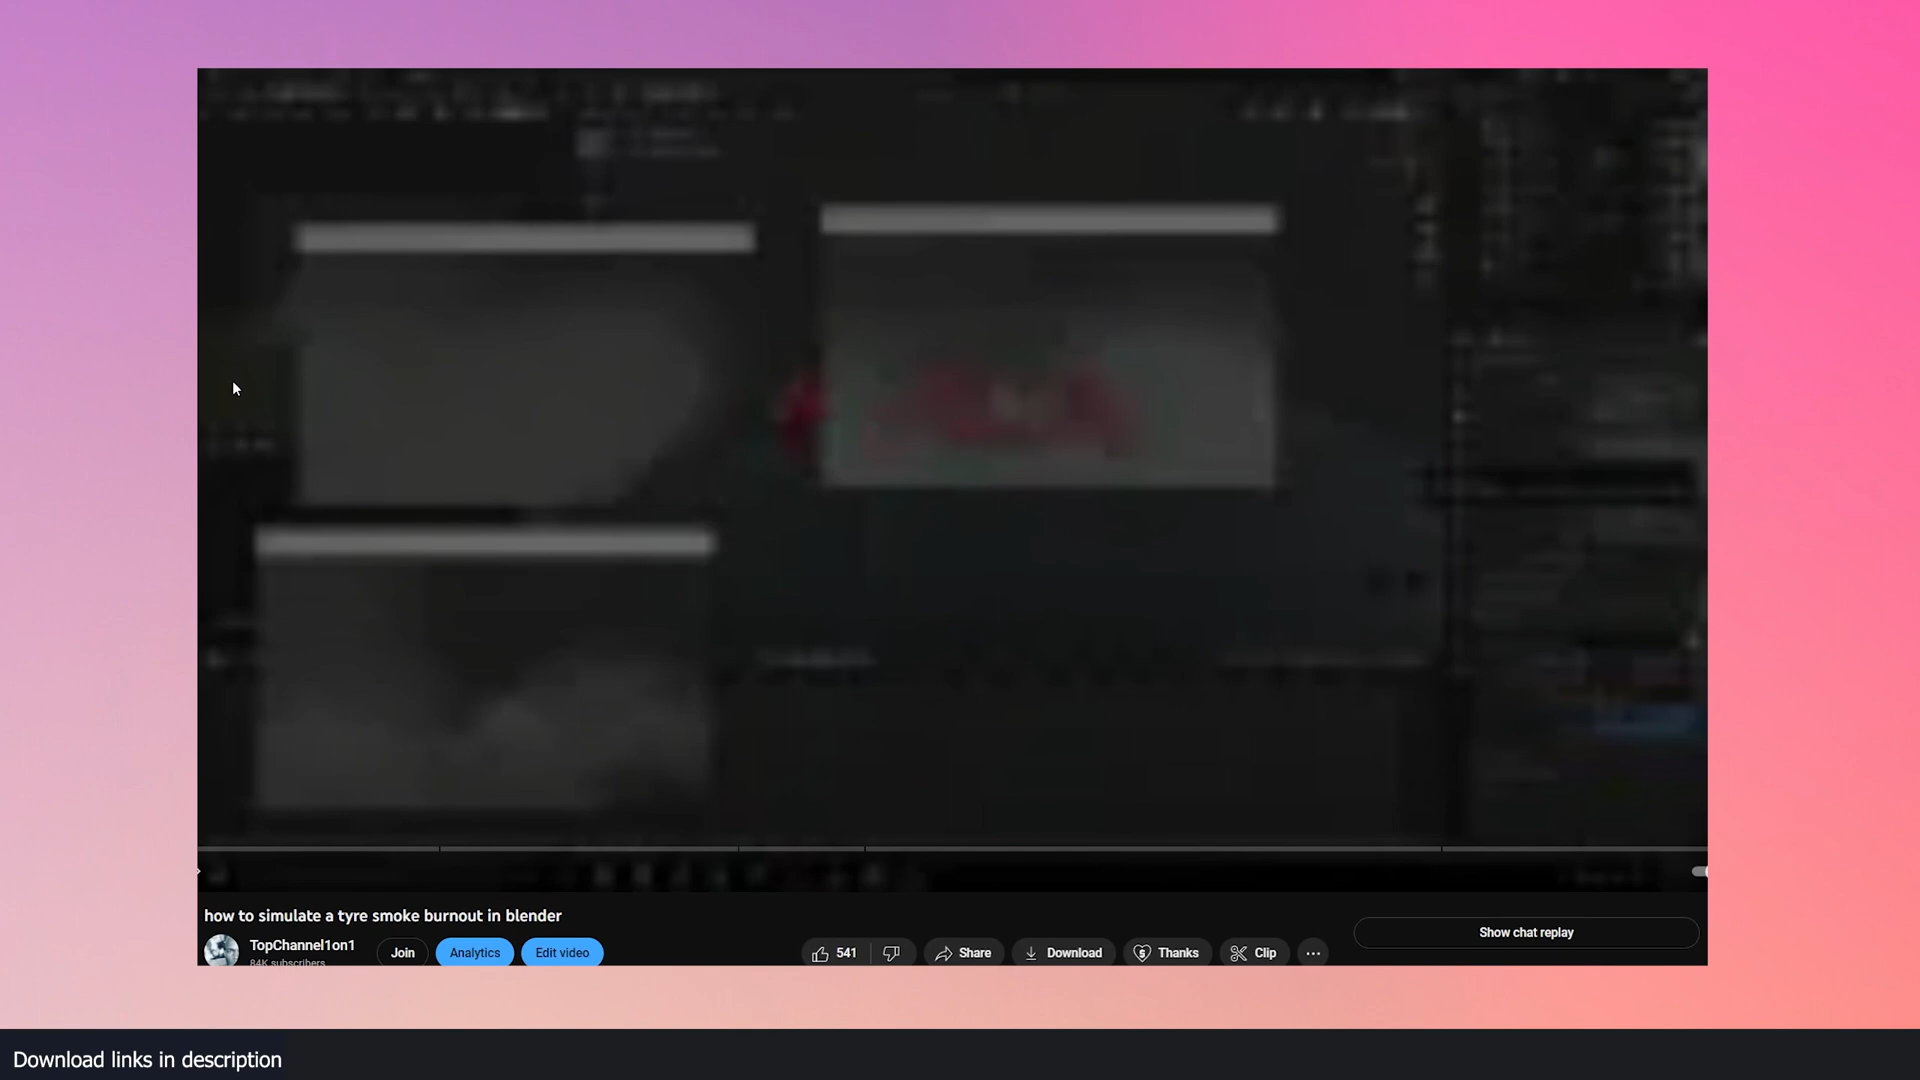 how to simulate a tyre smoke burnout in blender
TopChannel1on1
84K subscribers
Join
Analytics
Edit video
541
Share
Download
Thanks
Clip
Show chat replay
Download links in description